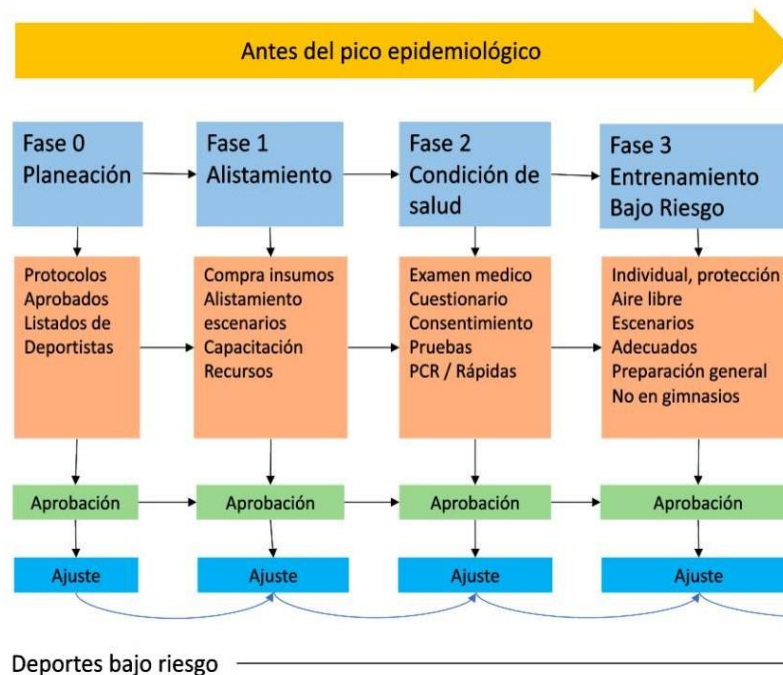 Antes del pico epidemiológico
Fase 0
Planeación
Fase 1
Alistamiento
Fase 2
Condición de
salud
Fase 3
Entrenamiento
Bajo Riesgo
Protocolos
Aprobados
Listados de
Deportistas
Compra insumos
Alistamiento
escenarios
Capacitación
Recursos
Examen medico
Cuestionario
Consentimiento
Pruebas
PCR / Rápidas
Individual, protección
Aire libre
Escenarios
Adecuados
Preparación general
No en gimnasios
Aprobación
Aprobación
Aprobación
Aprobación
Ajuste
Ajuste
Ajuste
Ajuste
Deportes bajo riesgo